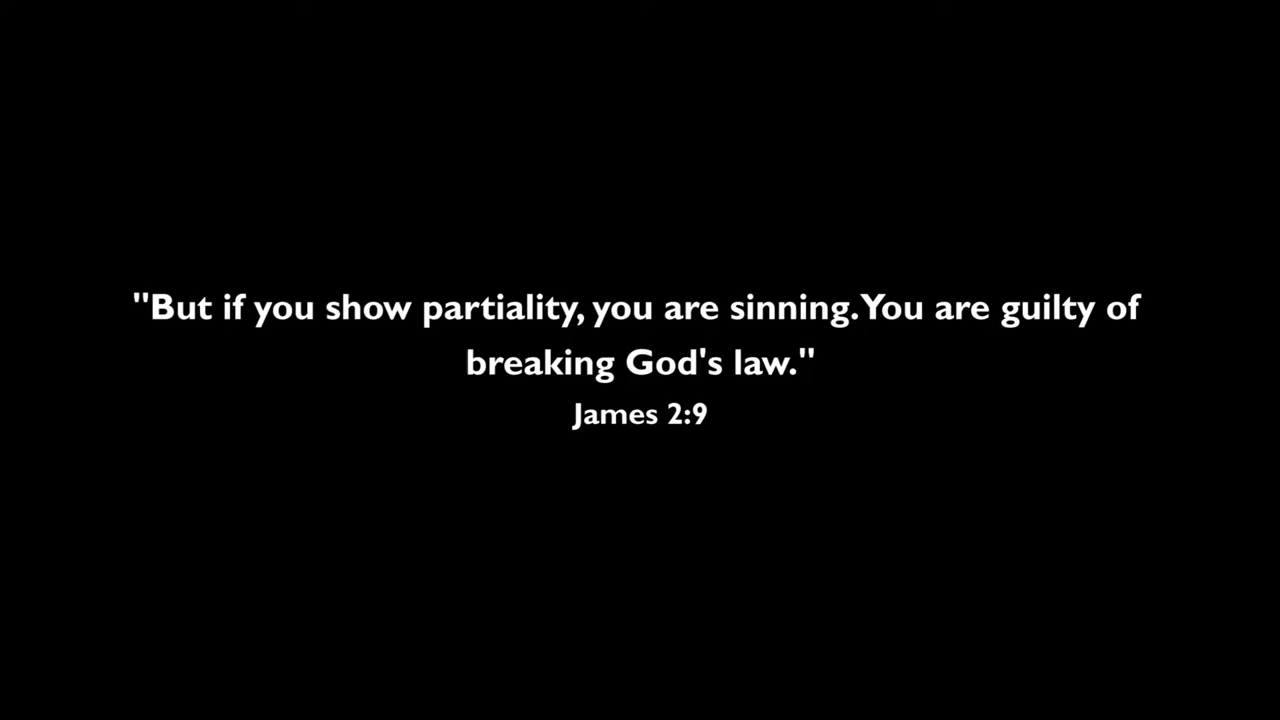 "But if you show partiality, you are sinning. You are guilty of
breaking God's law."
James 2:9